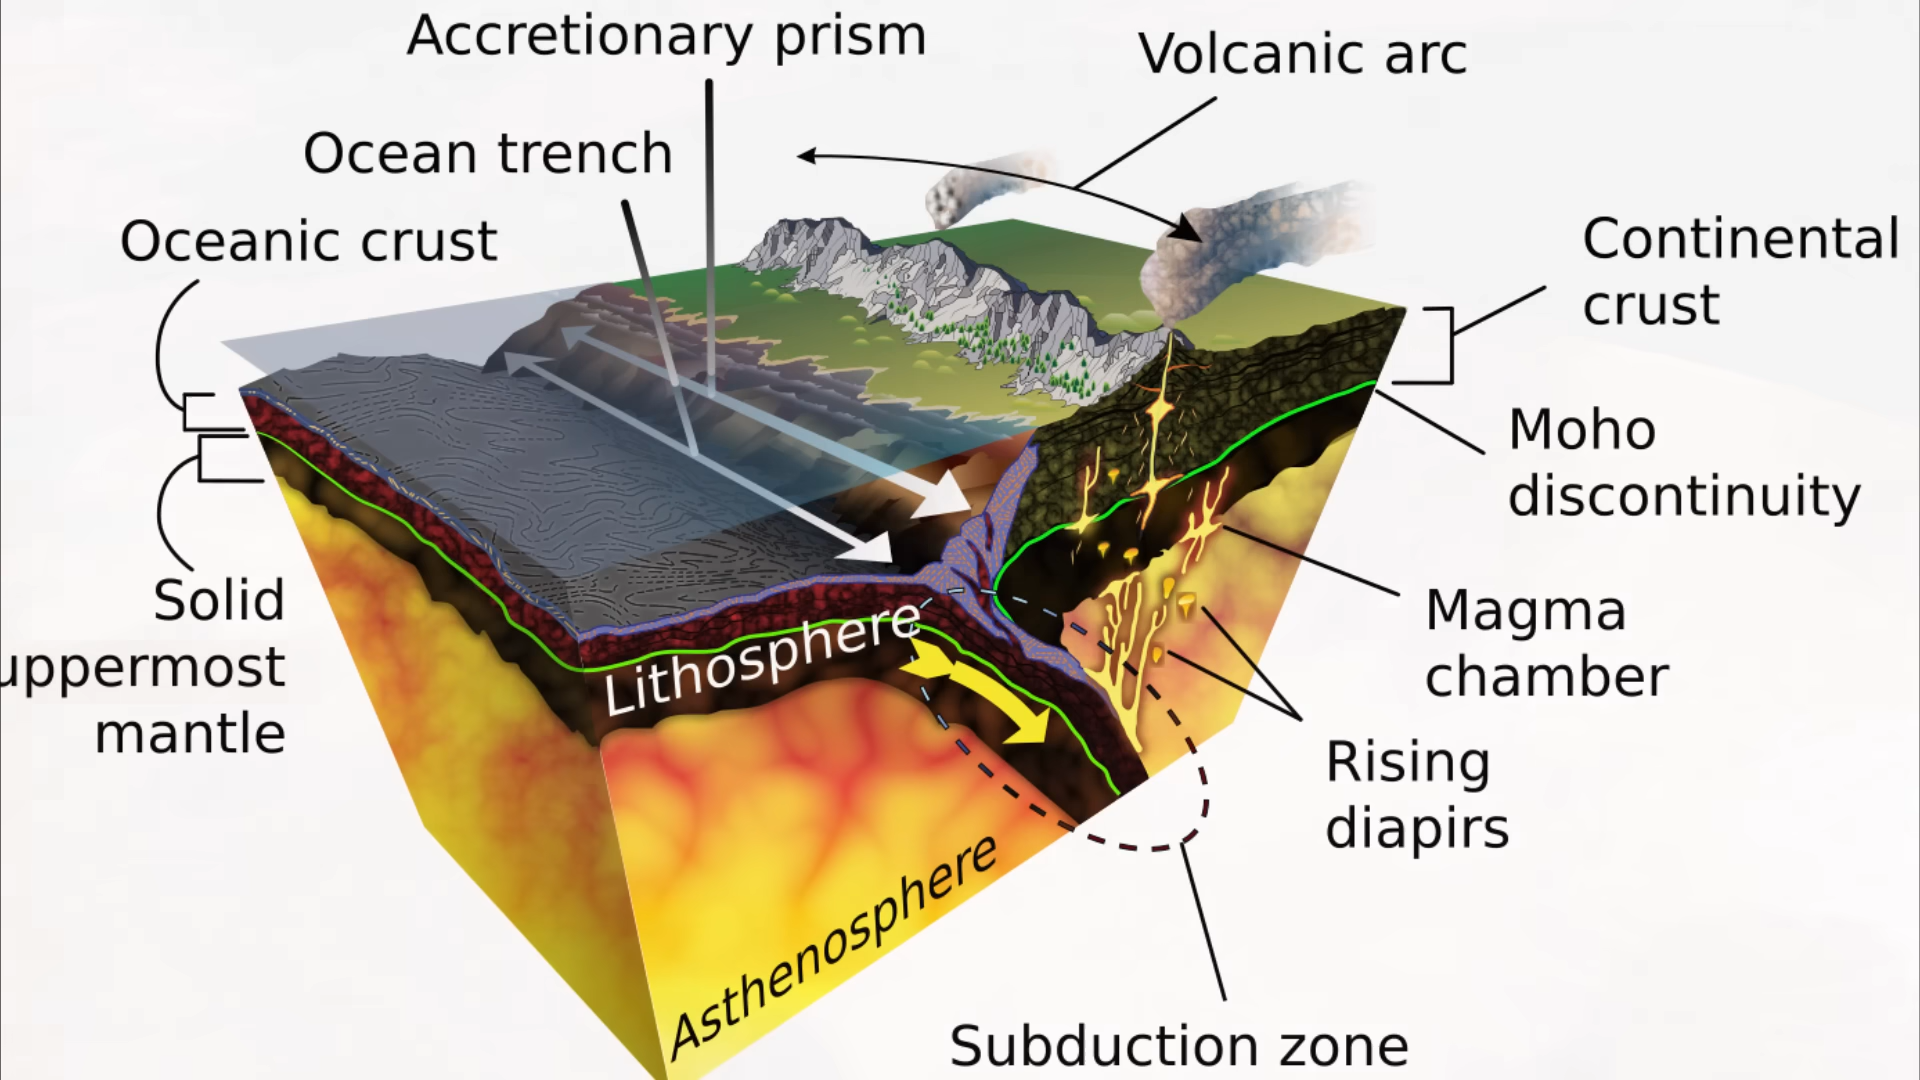 Accretionary prism
Volcanic arc
Ocean trench
Oceanic crust
Continental
crust
Moho
discontinuity
Solid
uppermost
mantle
Lithosphere
Magma
chamber
Rising
diapirs
Asthenosphere
Subduction zone